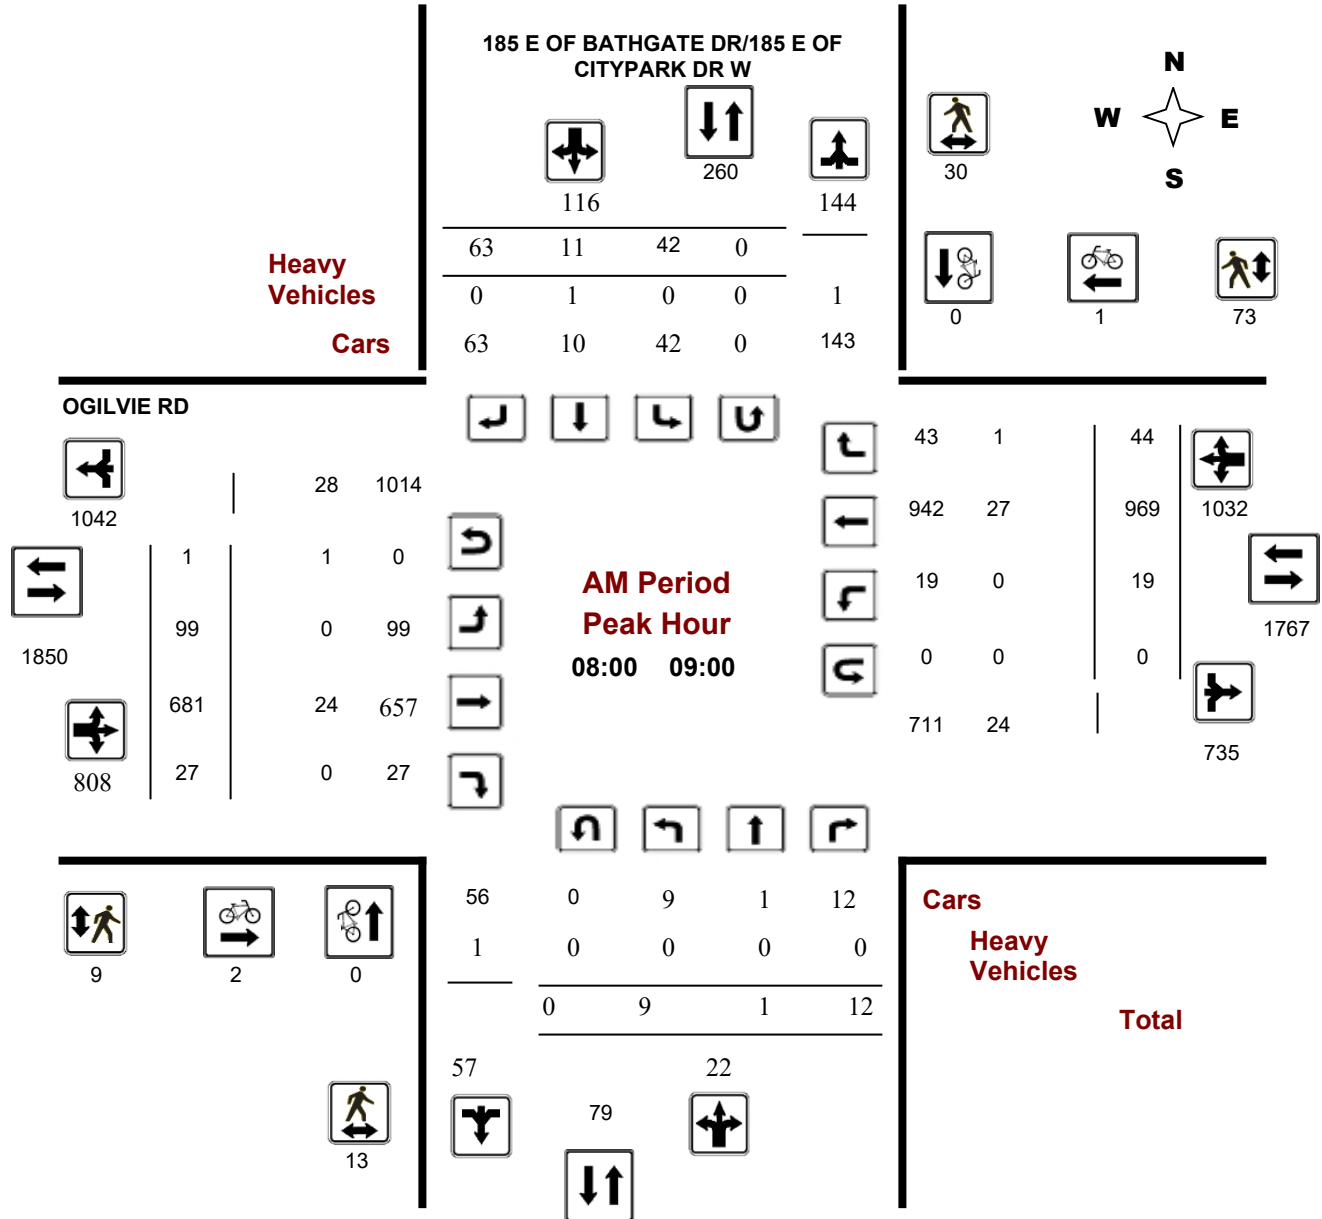 185 E OF BATHGATE DR/185 E OF
CITYPARK DR W
N
W E
S
260
30
116
144
63 11 42 0
Heavy
Vehicles
0 1 0 0 1
0 1 73
Cars
63 10 42 0 143
OGILVIE RD
43 1 44
28 1014
1042
942 27 969 1032
1 1 0
AM Period
Peak Hour
08:00 09:00
19 0 19
99 0 99
1767
1850
0 0 0
681 24 657
711 24
735
808
27 0 27
56 0 9 1 12
Cars
1 0 0 0 0
Heavy
Vehicles
9 2 0
0 9 1 12
Total
57 22
79
13